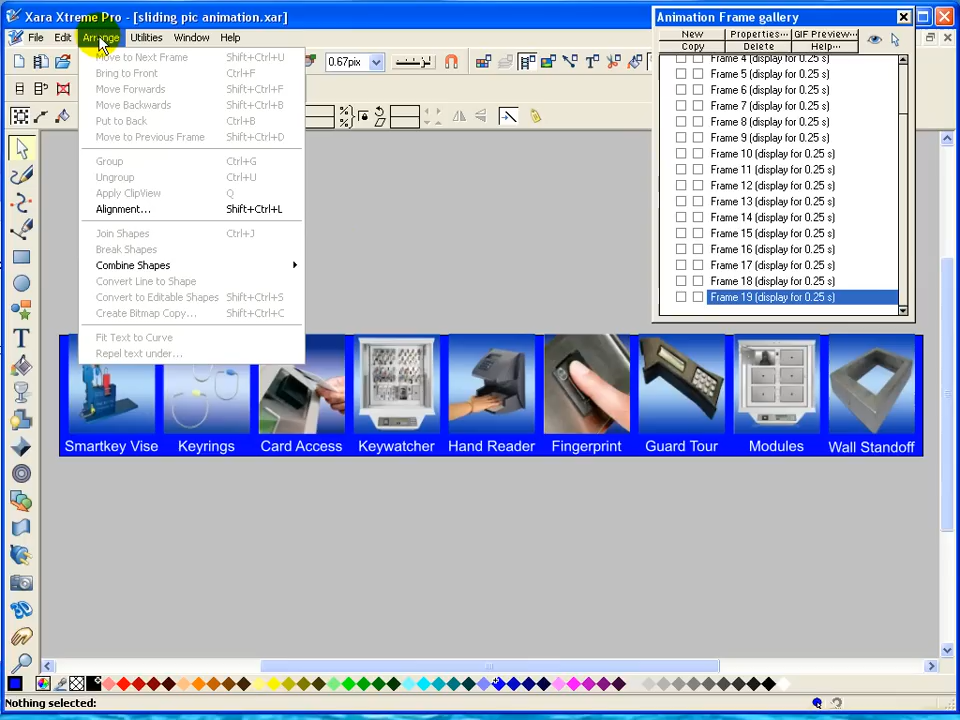 Xara Xtreme Pro - [sliding pic animation.xar]
File Edit Arrange Utilities Window Help
0.67pix
Move to Next Frame Shift+Ctrl+U
Bring to Front Ctrl+F
Move Forwards Shift+Ctrl+F
Move Backwards Shift+Ctrl+B
Put to Back Ctrl+B
Move to Previous Frame Shift+Ctrl+D
Group Ctrl+G
Ungroup Ctrl+U
Apply ClipView Q
Alignment... Shift+Ctrl+L
Join Shapes Ctrl+J
Break Shapes
Combine Shapes
Convert Line to Shape
Convert to Editable Shapes Shift+Ctrl+S
Create Bitmap Copy... Shift+Ctrl+C
Fit Text to Curve
Repel text under...
Animation Frame gallery
New Properties... GIF Preview...
Copy Delete Help...
Frame 4 (display for 0.25 s)
Frame 5 (display for 0.25 s)
Frame 6 (display for 0.25 s)
Frame 7 (display for 0.25 s)
Frame 8 (display for 0.25 s)
Frame 9 (display for 0.25 s)
Frame 10 (display for 0.25 s)
Frame 11 (display for 0.25 s)
Frame 12 (display for 0.25 s)
Frame 13 (display for 0.25 s)
Frame 14 (display for 0.25 s)
Frame 15 (display for 0.25 s)
Frame 16 (display for 0.25 s)
Frame 17 (display for 0.25 s)
Frame 18 (display for 0.25 s)
Frame 19 (display for 0.25 s)
Smartkey Vise Keyrings Card Access Keywatcher Hand Reader Fingerprint Guard Tour Modules Wall Standoff
3D
Nothing selected: